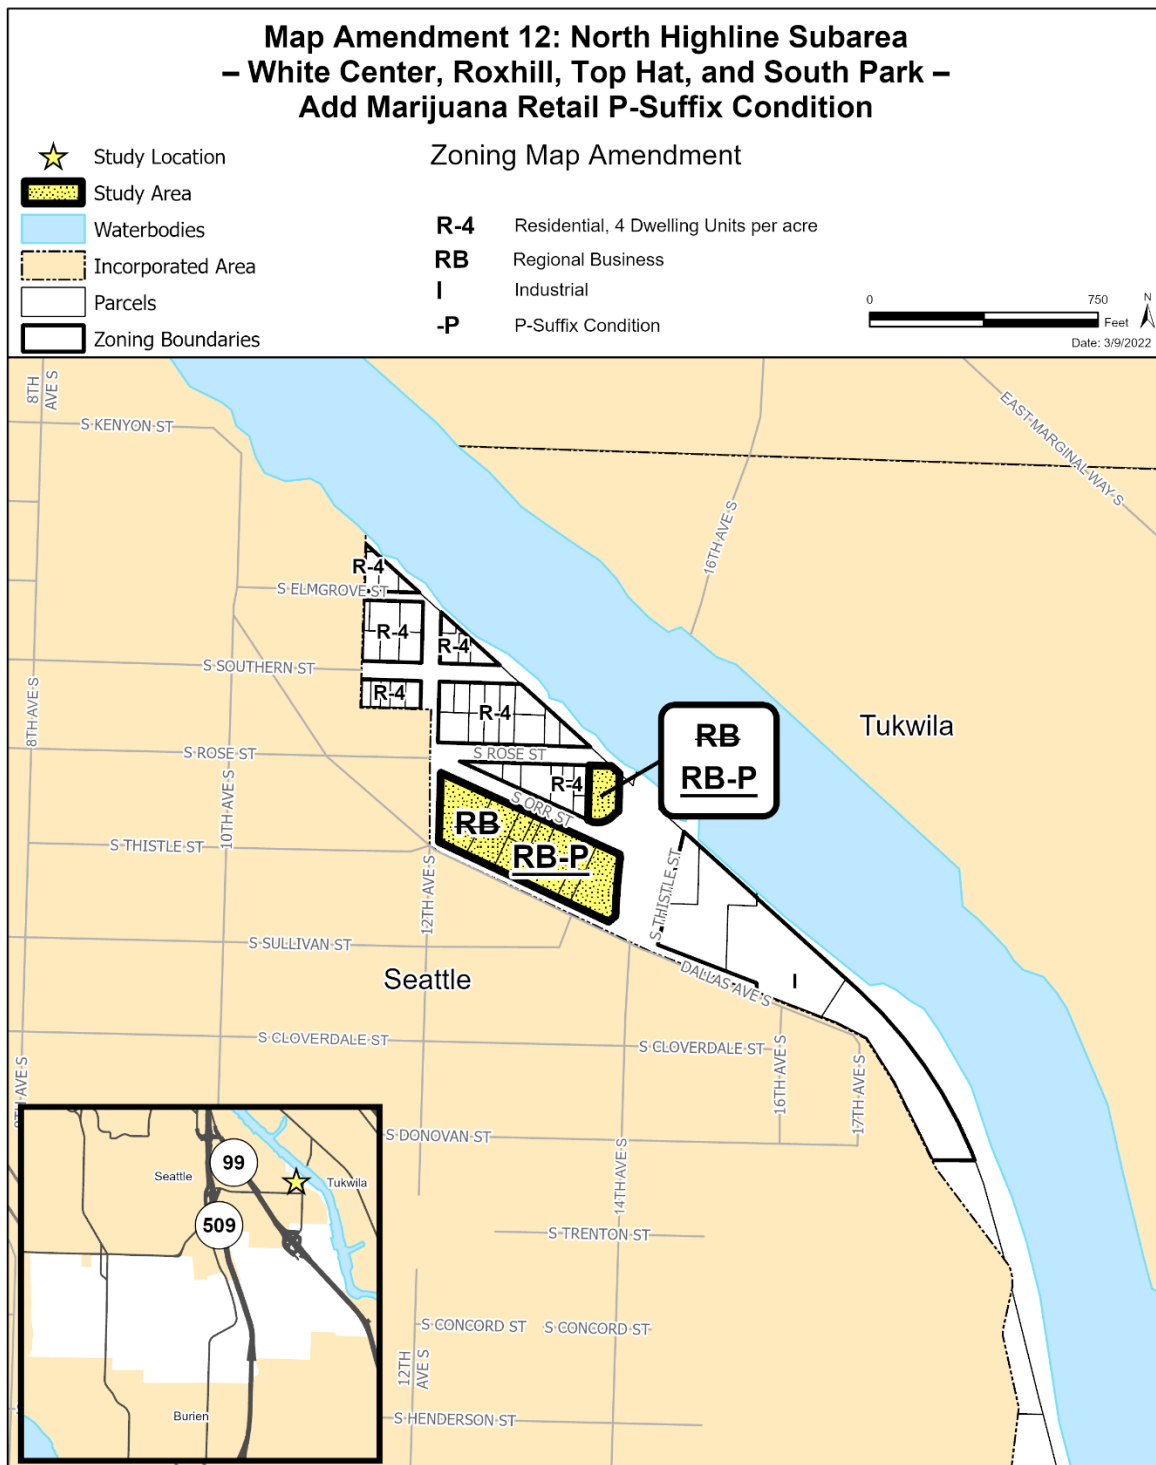 Map Amendment 12: North Highline Subarea
– White Center, Roxhill, Top Hat, and South Park –
Add Marijuana Retail P-Suffix Condition
Study Location
Study Area
Waterbodies
Incorporated Area
Parcels
Zoning Boundaries
Zoning Map Amendment
R-4 Residential, 4 Dwelling Units per acre
RB Regional Business
I Industrial
-P P-Suffix Condition
0 750
Feet
N
Date: 3/9/2022
8TH
AVE S
S KENYON ST
EAST MARGINAL WAY S
16TH AVE S
R-4
S ELMGROVE ST
R-4
R-4
S SOUTHERN ST
R-4
R-4
8TH AVE S
S ROSE ST
S ROSE ST
RB
RB-P
Tukwila
R-4
S ORR ST
10TH AVE S
RB
RB-P
S THISTLE ST
S THISTLE ST
12TH AVE S
S SULLIVAN ST
Seattle
DALLAS AVE S
I
S CLOVERDALE ST
S CLOVERDALE ST
8TH AVE S
16TH AVE S
17TH AVE S
S DONOVAN ST
14TH AVE S
S TRENTON ST
S CONCORD ST
S CONCORD ST
12TH
AVE S
S HENDERSON ST
99
Seattle
Tukwila
509
Burien